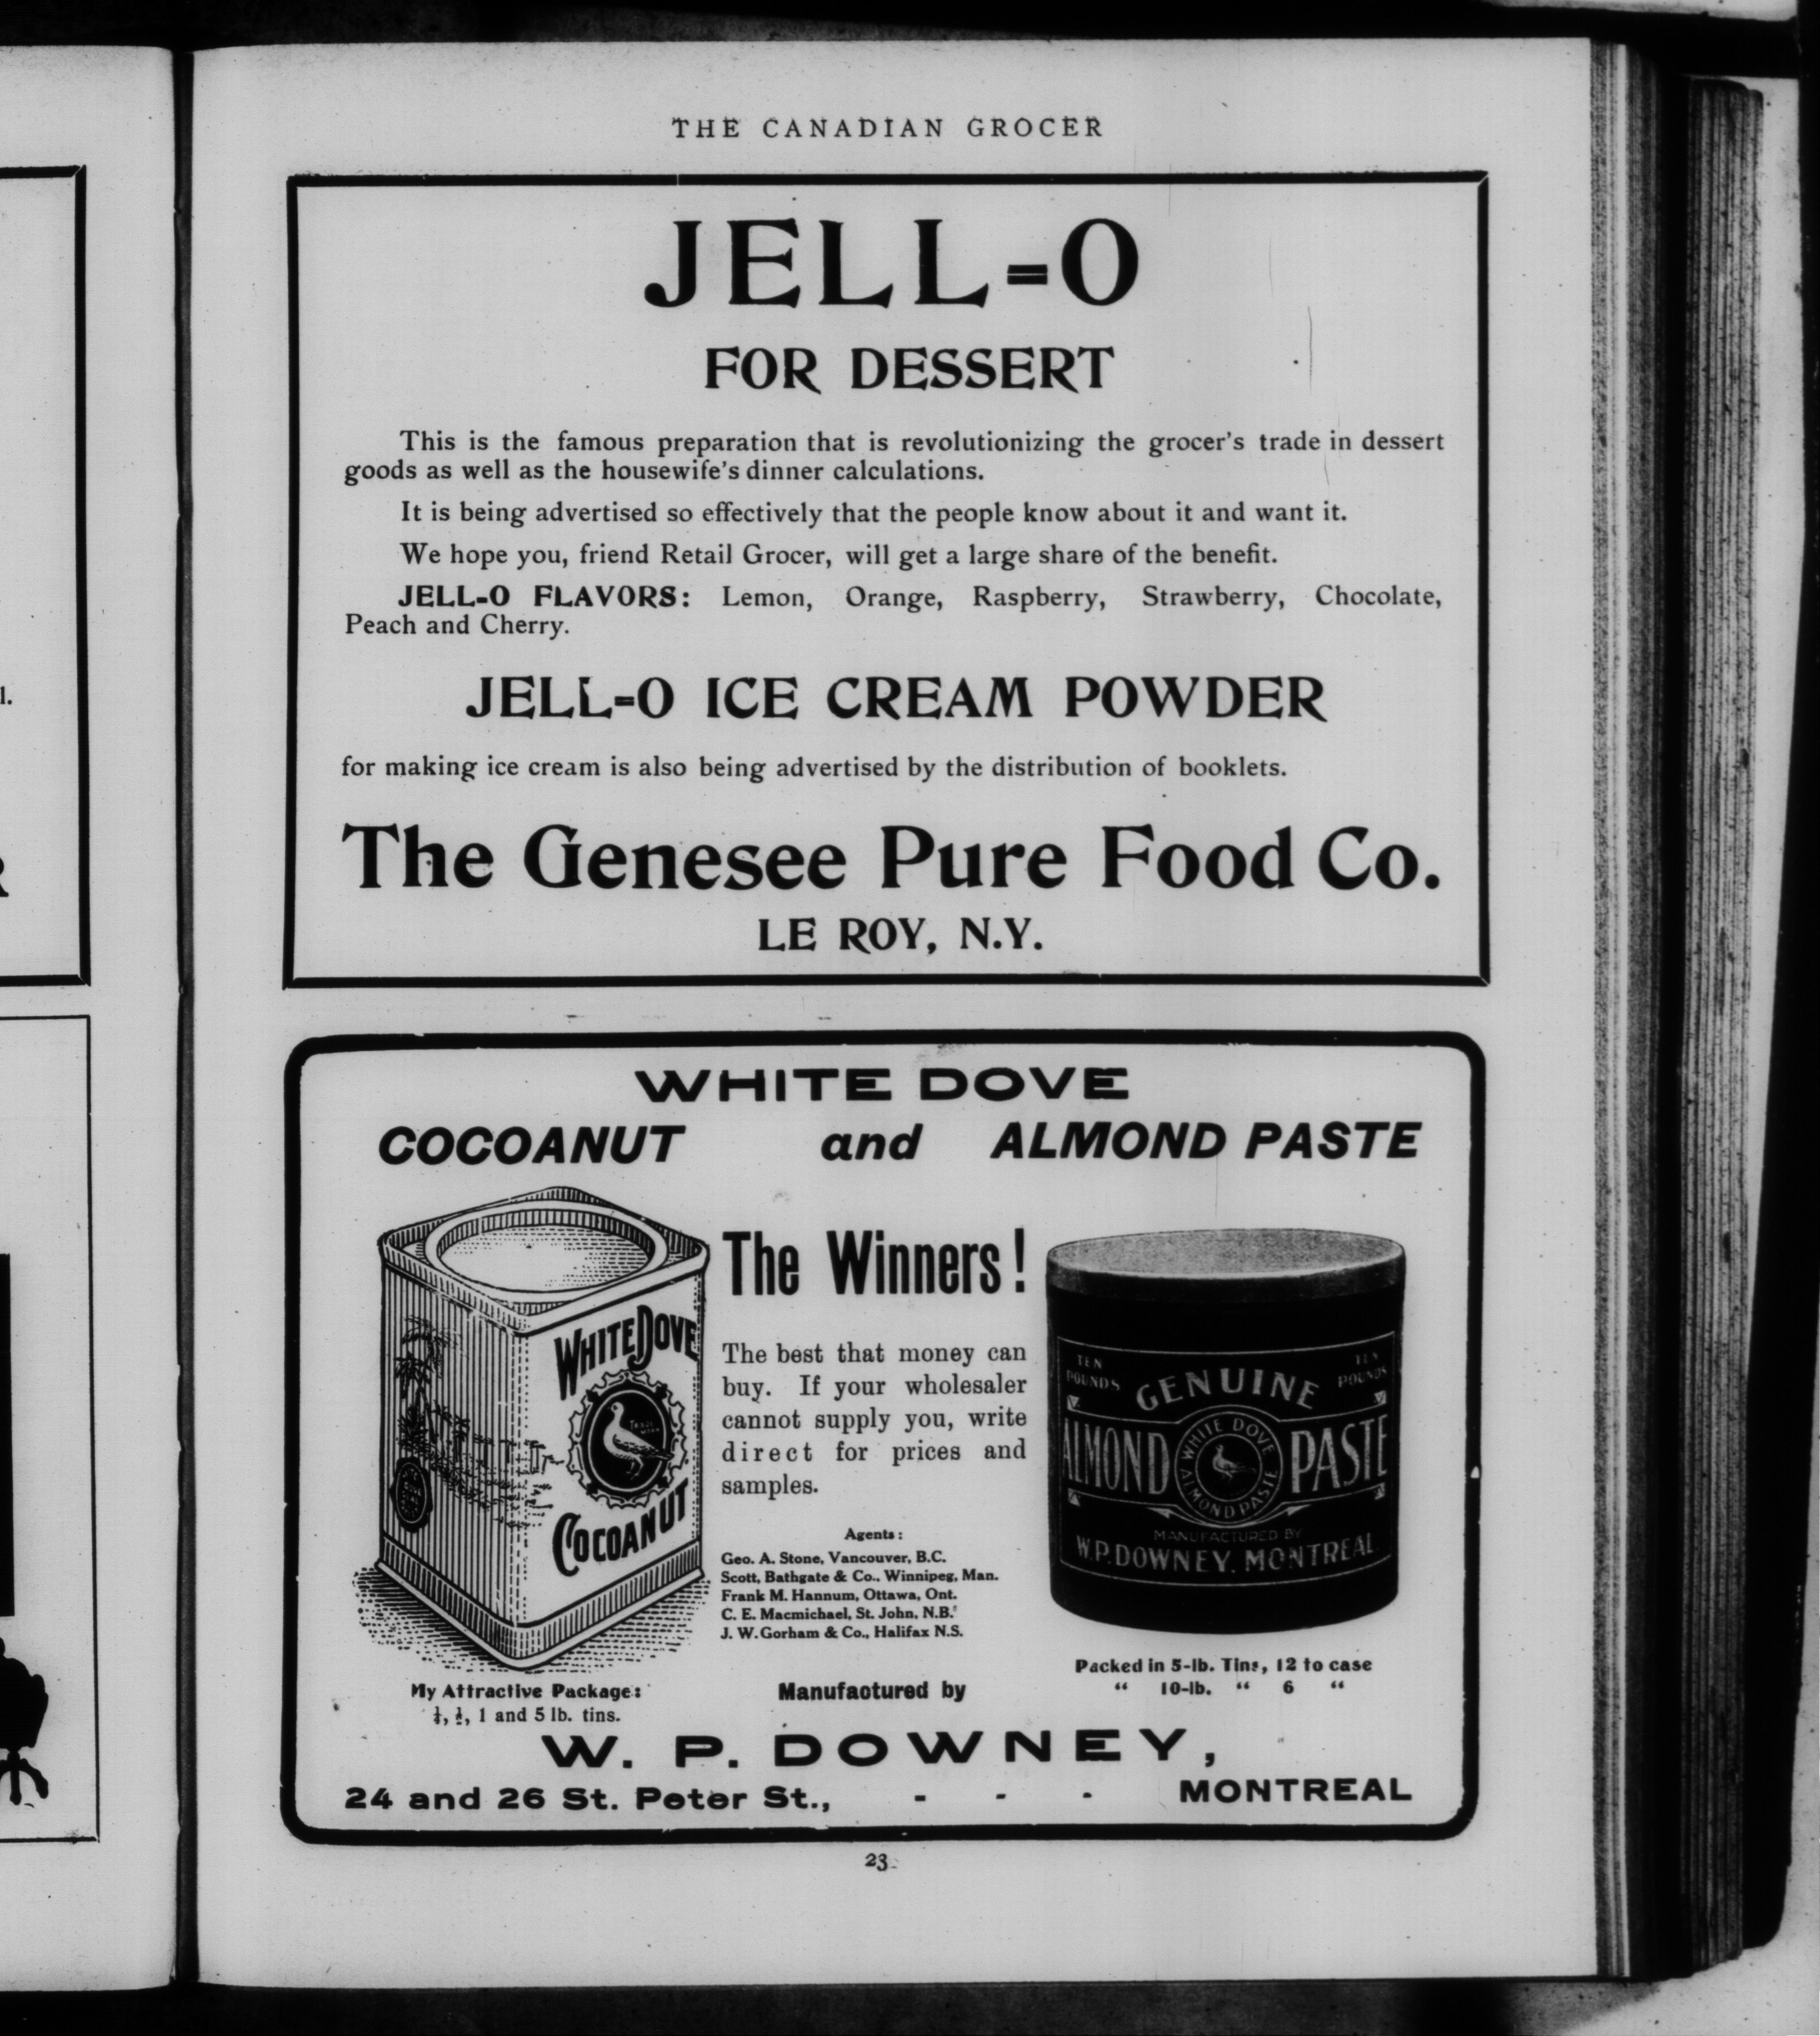 THE CANADIAN GROCER
JELL-O
FOR DESSERT
This is the famous preparation that is revolutionizing the grocer's trade in dessert
goods as well as the housewife's dinner calculations.
It is being advertised so effectively that the people know about it and want it.
We hope you, friend Retail Grocer, will get a large share of the benefit.
JELL-O FLAVORS: Lemon, Orange, Raspberry, Strawberry, Chocolate,
Peach and Cherry.
JELL-O ICE CREAM POWDER
for making ice cream is also being advertised by the distribution of booklets.
The Genesee Pure Food Co.
LE ROY, N.Y.
l.
R
WHITE DOVE
COCOANUT and ALMOND PASTE
WHITE DOVE
TRADE
MARK
COCOANUT
The Winners!
The best that money can
buy. If your wholesaler
cannot supply you, write
direct for prices and
samples.
Agents:
Geo. A. Stone, Vancouver, B.C.
Scott, Bathgate & Co., Winnipeg, Man.
Frank M. Hannum, Ottawa, Ont.
C. E. Macmichael, St. John, N.B.
J. W. Gorham & Co., Halifax N.S.
TEN POUNDS
GENUINE
TEN POUNDS
ALMOND PASTE
WHITE DOVE
ALMOND PASTE
MANUFACTURED BY
W.P. DOWNEY, MONTREAL
My Attractive Package:
¼, ½, 1 and 5 lb. tins.
Packed in 5-lb. Tins, 12 to case
“ 10-lb. “ 6 “
Manufactured by
W. P. DOWNEY,
24 and 26 St. Peter St., - - - MONTREAL
23